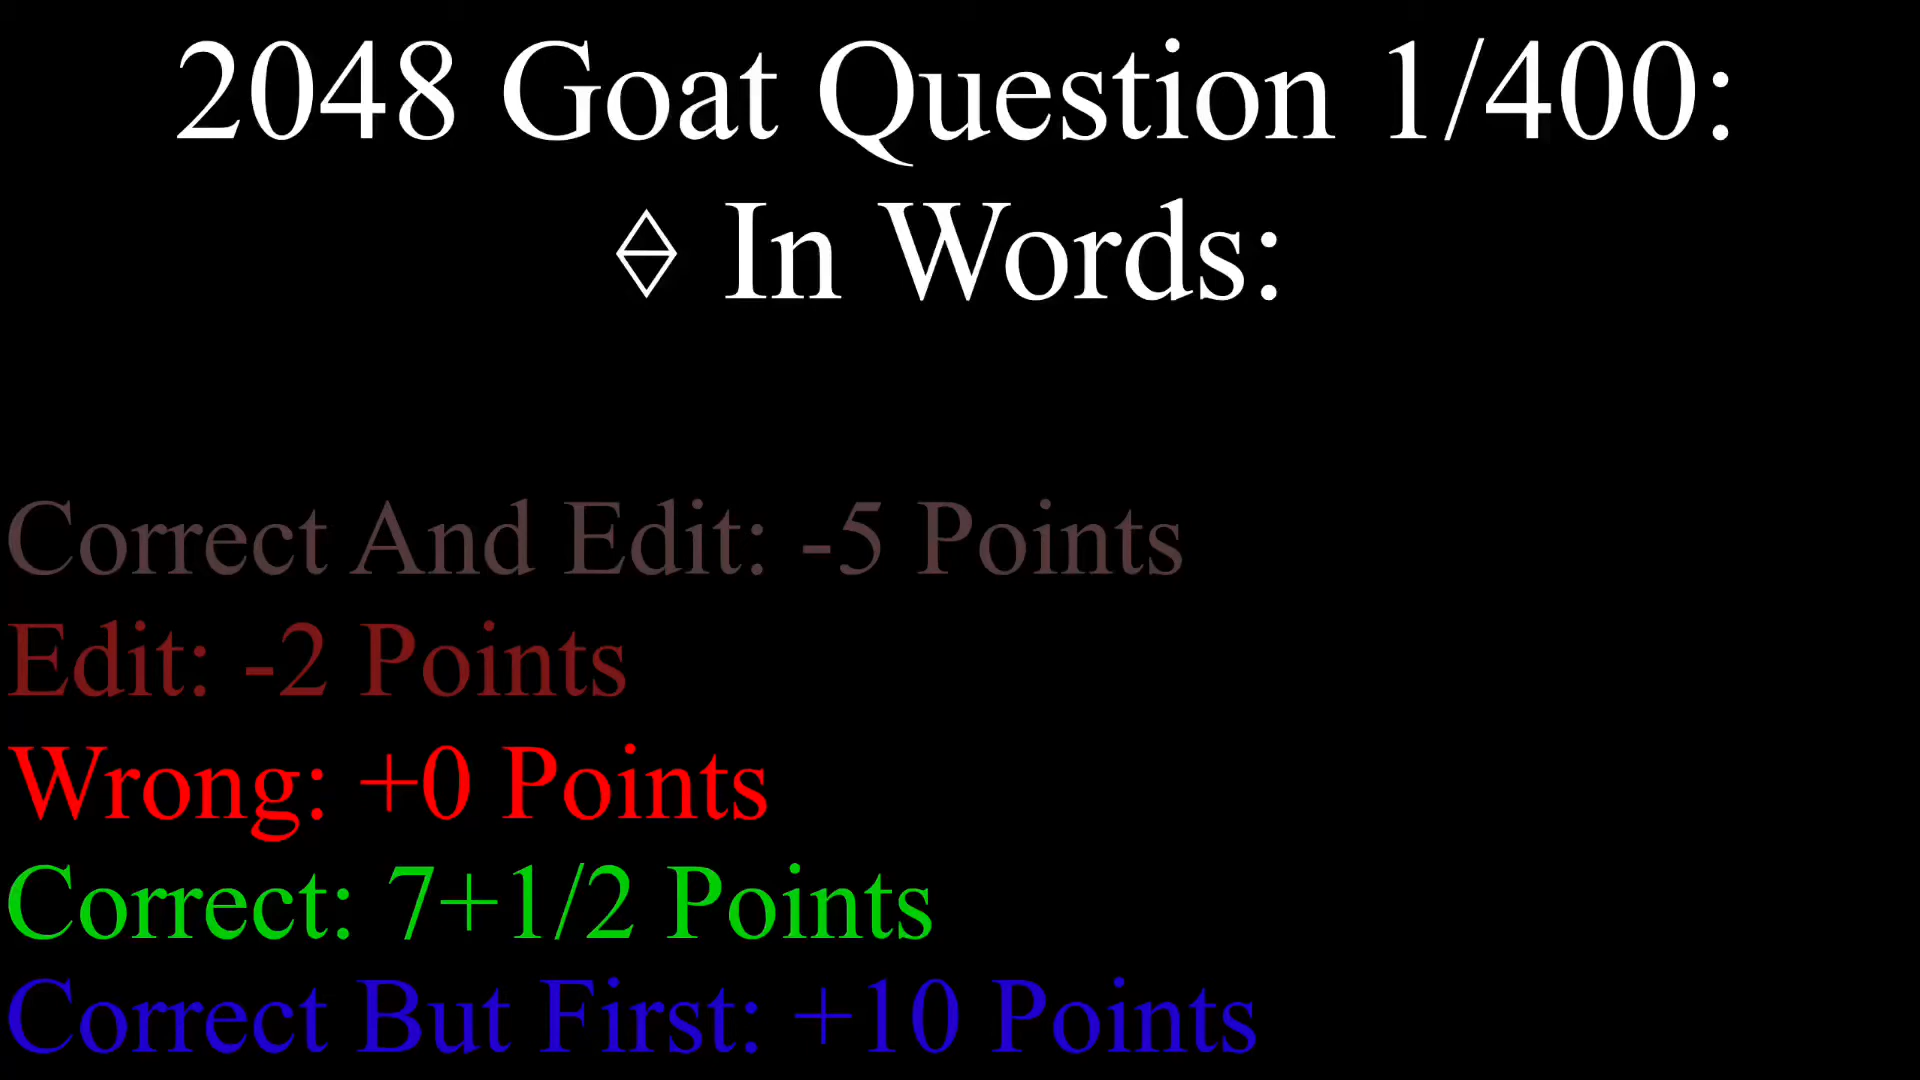 2048 Goat Question 1/400:
⟠ In Words:
Correct And Edit: -5 Points
Edit: -2 Points
Wrong: +0 Points
Correct: 7+1/2 Points
Correct But First: +10 Points